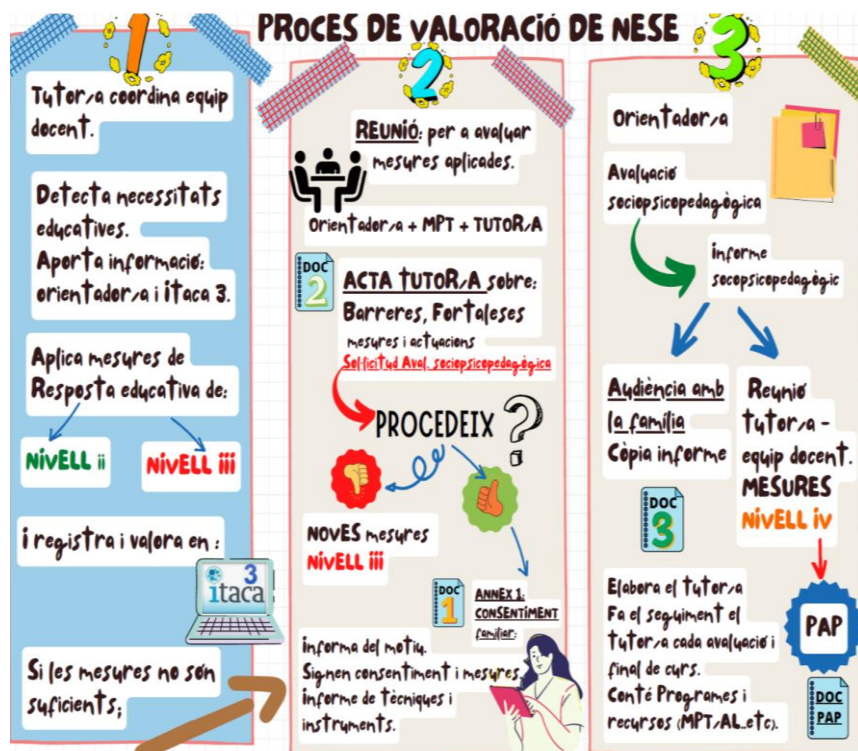 PROCES DE VALORACIÓ DE NESE
1
Tutor/a coordina equip
docent.
Detecta necessitats
educatives.
Aporta informació:
orientador/a i itaca 3.
Aplica mesures de
Resposta educativa de:
NivELL ii
NivELL iii
i registra i valora en :
3
itaca
Si les mesures no són
suficients;
2
REUNIÓ: per a avaluar
mesures aplicades.
Orientador/a + MPT + TUTOR/A
DOC
2
ACTA TUTOR/A sobre:
Barreres, Fortaleses
mesures i actuacions
Sol·licitud Aval. sociopsicopedagògica
PROCEDEIX ?
NOvES mesures
NivELL iii
DOC
1
ANNEX 1:
CONSENTIMENT
familiar:
informa del motiu.
Signen consentiment i mesures
informe de tècniques i
instruments.
3
Orientador/a
Avaluació
sociopsicopedagògica
informe
socopsicopedagògic
Audiència amb
la família
Còpia informe
DOC
3
Reunió
tutor/a -
equip docent.
MESURES
NivELL iv
Elabora el tutor/a
Fa el seguiment el
tutor/a cada avaluació i
final de curs.
Conté Programes i
recursos (MPT/AL..etc).
PAP
DOC
PAP